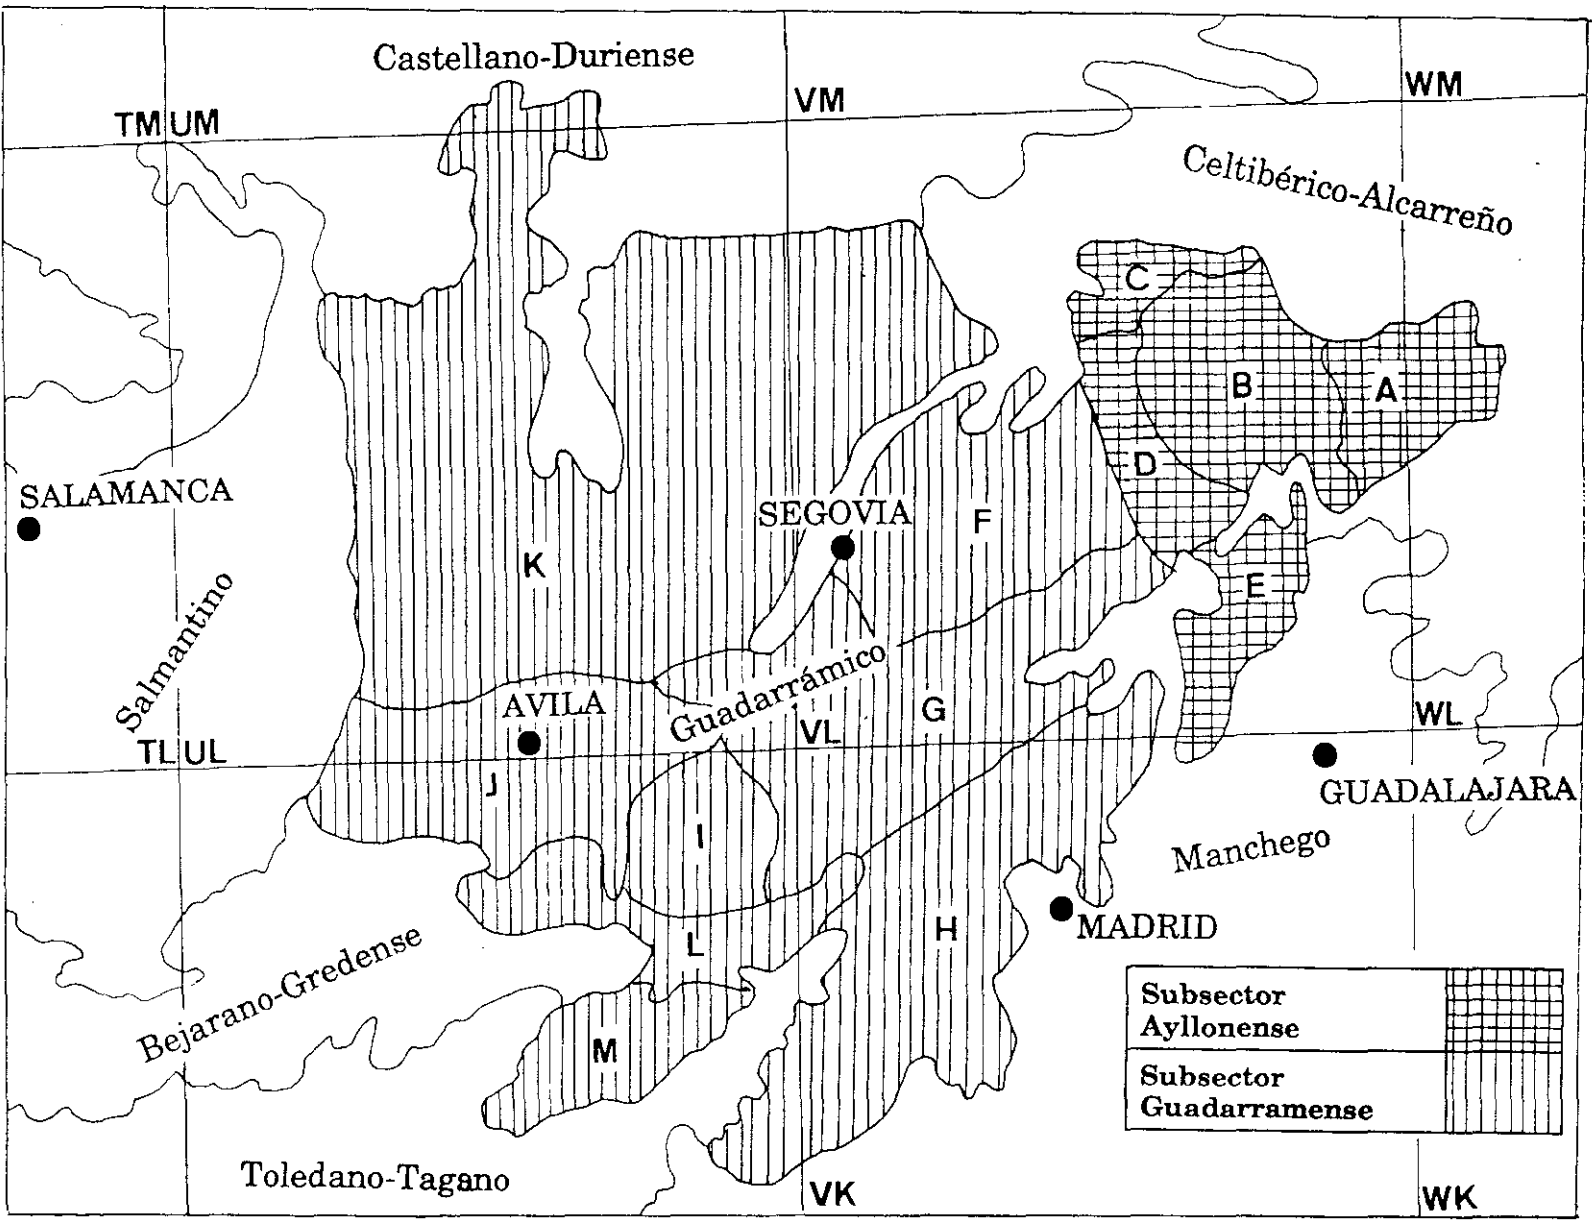 Castellano-Duriense
TM UM
VM
WM
Celtibérico-Alcarreño
C
B
A
D
SALAMANCA
SEGOVIA
F
K
E
Salmantino
Guadarrámico
AVILA
G
TL UL
VL
WL
J
GUADALAJARA
I
Manchego
MADRID
H
L
Bejarano-Gredense
M
Subsector
Ayllonense
Subsector
Guadarramense
Toledano-Tagano
VK
WK